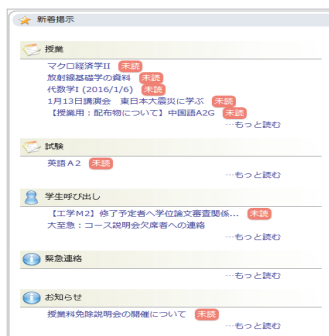 新着掲示
授業
マクロ経済学II 未読
放射線基礎学の資料 未読
代数学I (2016/1/6) 未読
1月13日講演会 東日本大震災に学ぶ 未読
【授業用：配布物について】中国語A2G 未読
…もっと読む
試験
英語A2 未読
…もっと読む
学生呼び出し
【工学M2】修了予定者へ学位論文審査関係... 未読
大至急：コース説明会欠席者への連絡
…もっと読む
緊急連絡
…もっと読む
お知らせ
授業料免除説明会の開催について 未読
…もっと読む